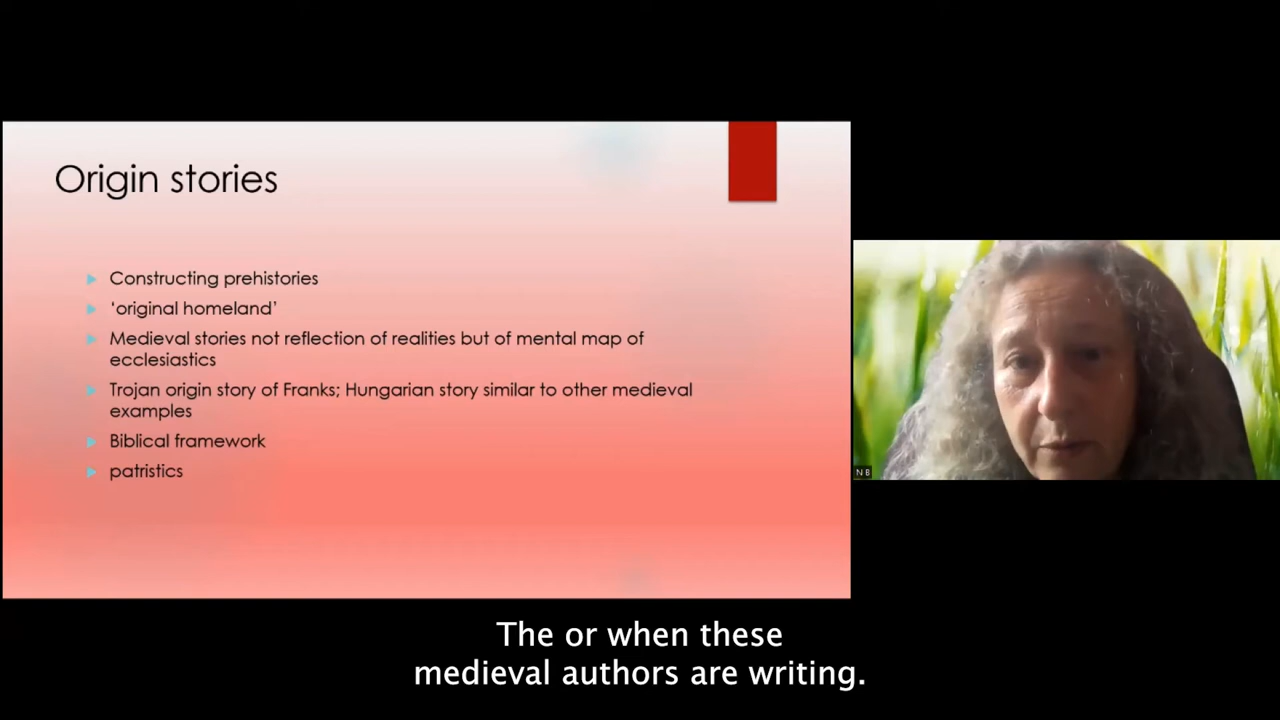 Origin stories
Constructing prehistories
‘original homeland’
Medieval stories not reflection of realities but of mental map of
ecclesiastics
Trojan origin story of Franks; Hungarian story similar to other medieval
examples
Biblical framework
patristics
N B
The or when these
medieval authors are writing.